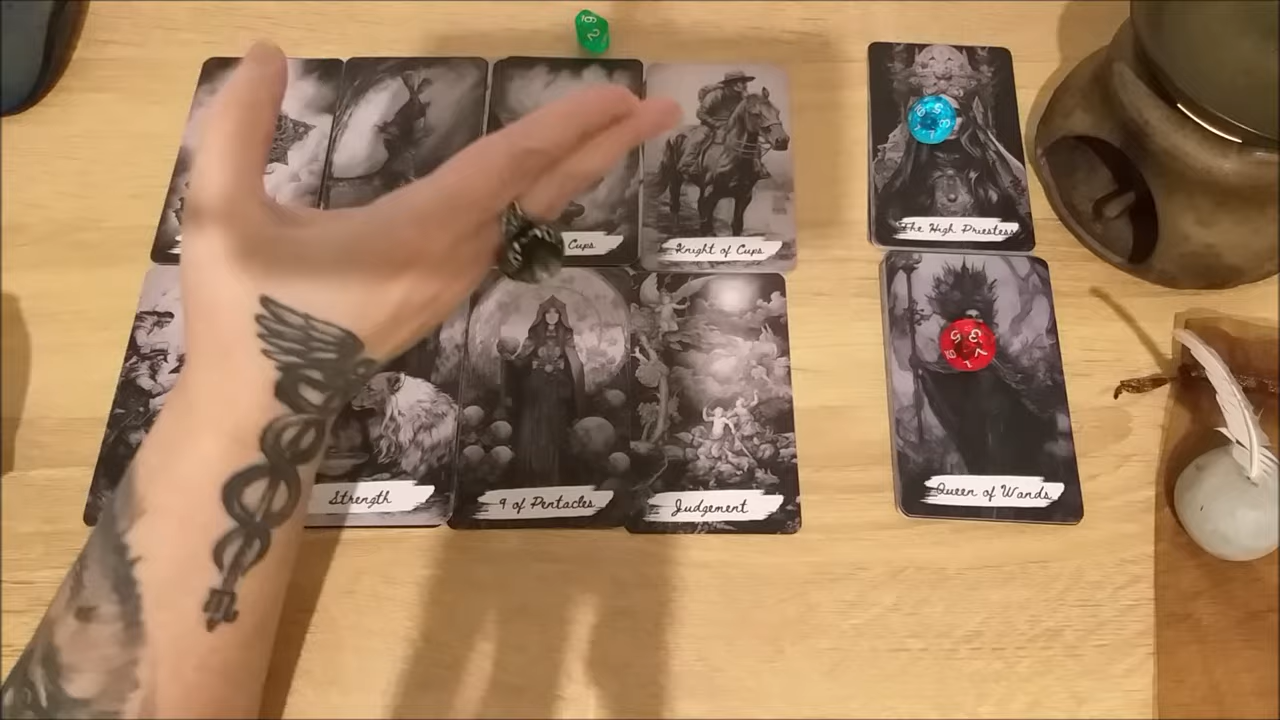 Cups
Knight of Cups
The High Priestess
Strength
9 of Pentacles
Judgement
Queen of Wands